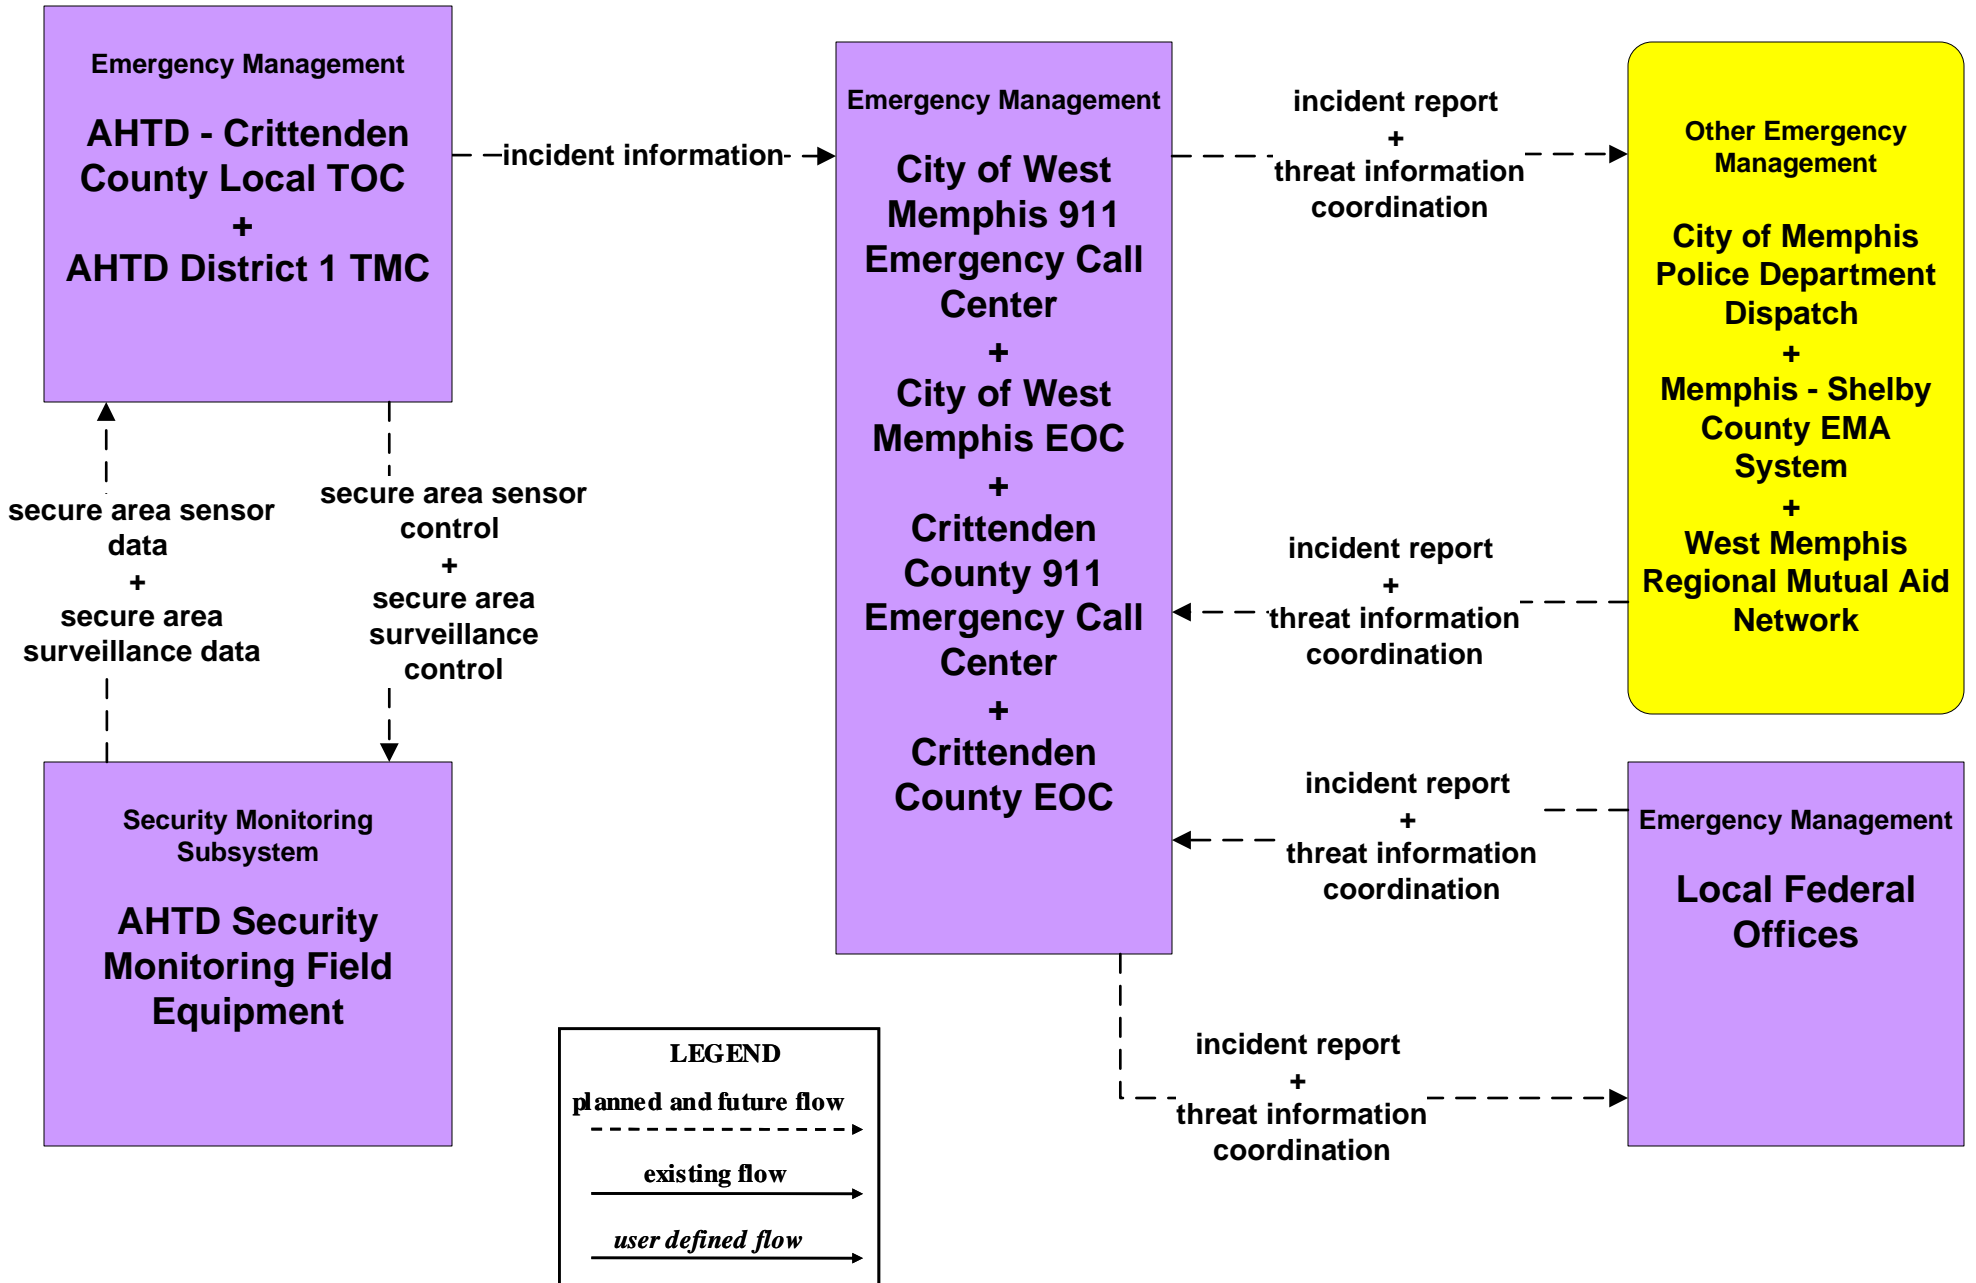 Emergency Management
AHTD - Crittenden
County Local TOC
+
AHTD District 1 TMC
incident information
Emergency Management
City of West
Memphis 911
Emergency Call
Center
+
City of West
Memphis EOC
+
Crittenden
County 911
Emergency Call
Center
+
Crittenden
County EOC
incident report
+
threat information
coordination
Other Emergency
Management
City of Memphis
Police Department
Dispatch
+
Memphis - Shelby
County EMA
System
+
West Memphis
Regional Mutual Aid
Network
incident report
+
threat information
coordination
secure area sensor
data
+
secure area
surveillance data
secure area sensor
control
+
secure area
surveillance
control
Security Monitoring
Subsystem
AHTD Security
Monitoring Field
Equipment
incident report
+
threat information
coordination
Emergency Management
Local Federal
Offices
incident report
+
threat information
coordination
LEGEND
planned and future flow
existing flow
user defined flow